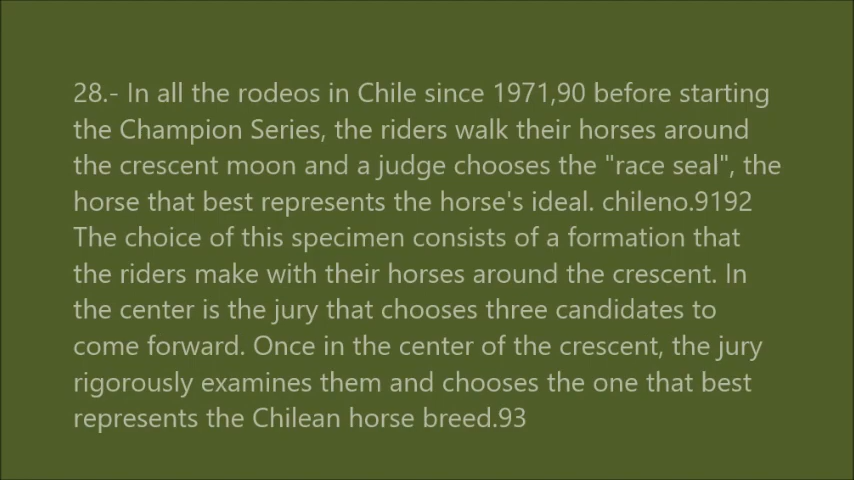 28.- In all the rodeos in Chile since 1971,90 before starting
the Champion Series, the riders walk their horses around
the crescent moon and a judge chooses the "race seal", the
horse that best represents the horse's ideal. chileno.9192
The choice of this specimen consists of a formation that
the riders make with their horses around the crescent. In
the center is the jury that chooses three candidates to
come forward. Once in the center of the crescent, the jury
rigorously examines them and chooses the one that best
represents the Chilean horse breed.93